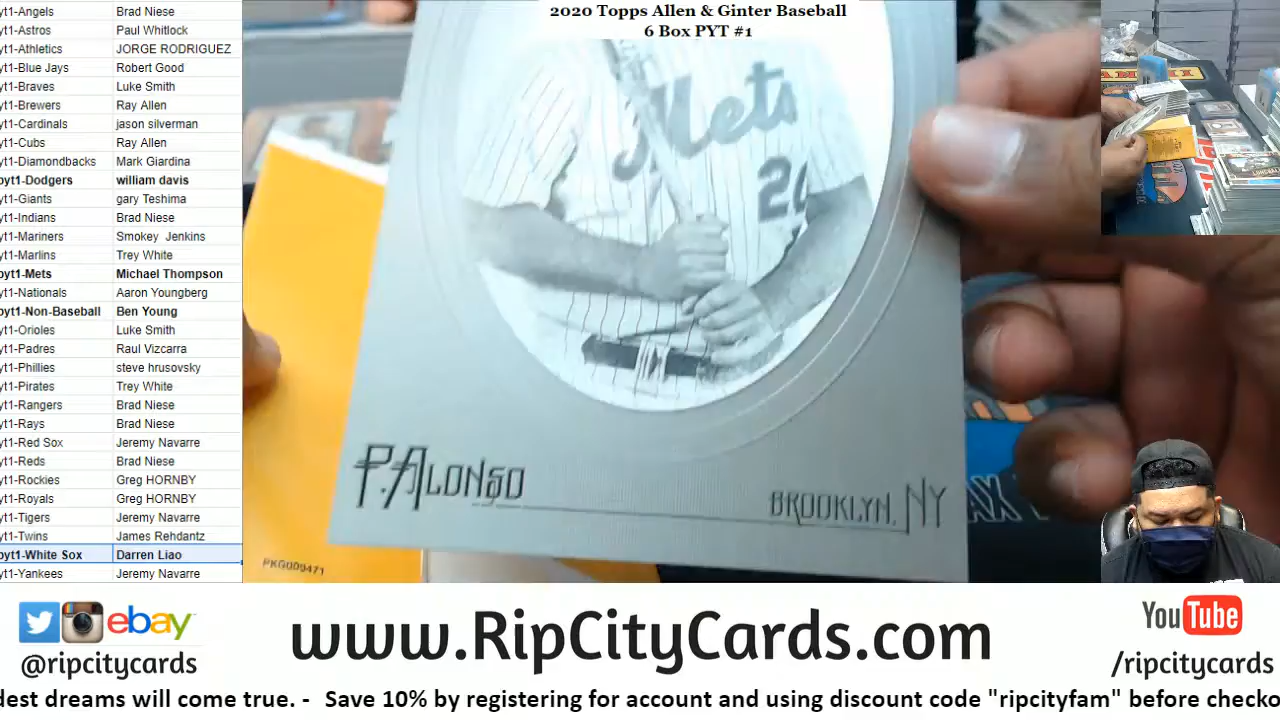 yt1-Angels Brad Niese
yt1-Astros Paul Whitlock
yt1-Athletics JORGE RODRIGUEZ
yt1-Blue Jays Robert Good
yt1-Braves Luke Smith
yt1-Brewers Ray Allen
yt1-Cardinals jason silverman
yt1-Cubs Ray Allen
yt1-Diamondbacks Mark Giardina
pyt1-Dodgers william davis
yt1-Giants gary Teshima
yt1-Indians Brad Niese
yt1-Mariners Smokey Jenkins
yt1-Marlins Trey White
pyt1-Mets Michael Thompson
yt1-Nationals Aaron Youngberg
pyt1-Non-Baseball Ben Young
yt1-Orioles Luke Smith
yt1-Padres Raul Vizcarra
yt1-Phillies steve hrusovsky
yt1-Pirates Trey White
yt1-Rangers Brad Niese
yt1-Rays Brad Niese
yt1-Red Sox Jeremy Navarre
yt1-Reds Brad Niese
yt1-Rockies Greg HORNBY
yt1-Royals Greg HORNBY
yt1-Tigers Jeremy Navarre
yt1-Twins James Rehdantz
pyt1-White Sox Darren Liao
yt1-Yankees Jeremy Navarre
2020 Topps Allen & Ginter Baseball
6 Box PYT #1
Mets
20
P. Alonso
Brooklyn, NY
PKG009471
ebay
@ripcitycards
www.RipCityCards.com
YouTube
/ripcitycards
dest dreams will come true. - Save 10% by registering for account and using discount code "ripcityfam" before checko